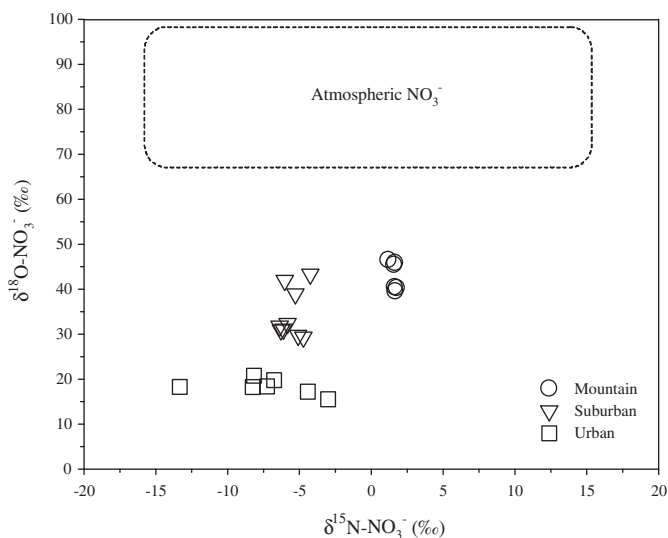 100
90
80
70
60
50
40
30
20
10
0
δ¹⁸O-NO₃⁻ (‰)
Atmospheric NO₃⁻
Mountain
Suburban
Urban
-20 -15 -10 -5 0 5 10 15 20
δ¹⁵N-NO₃⁻ (‰)